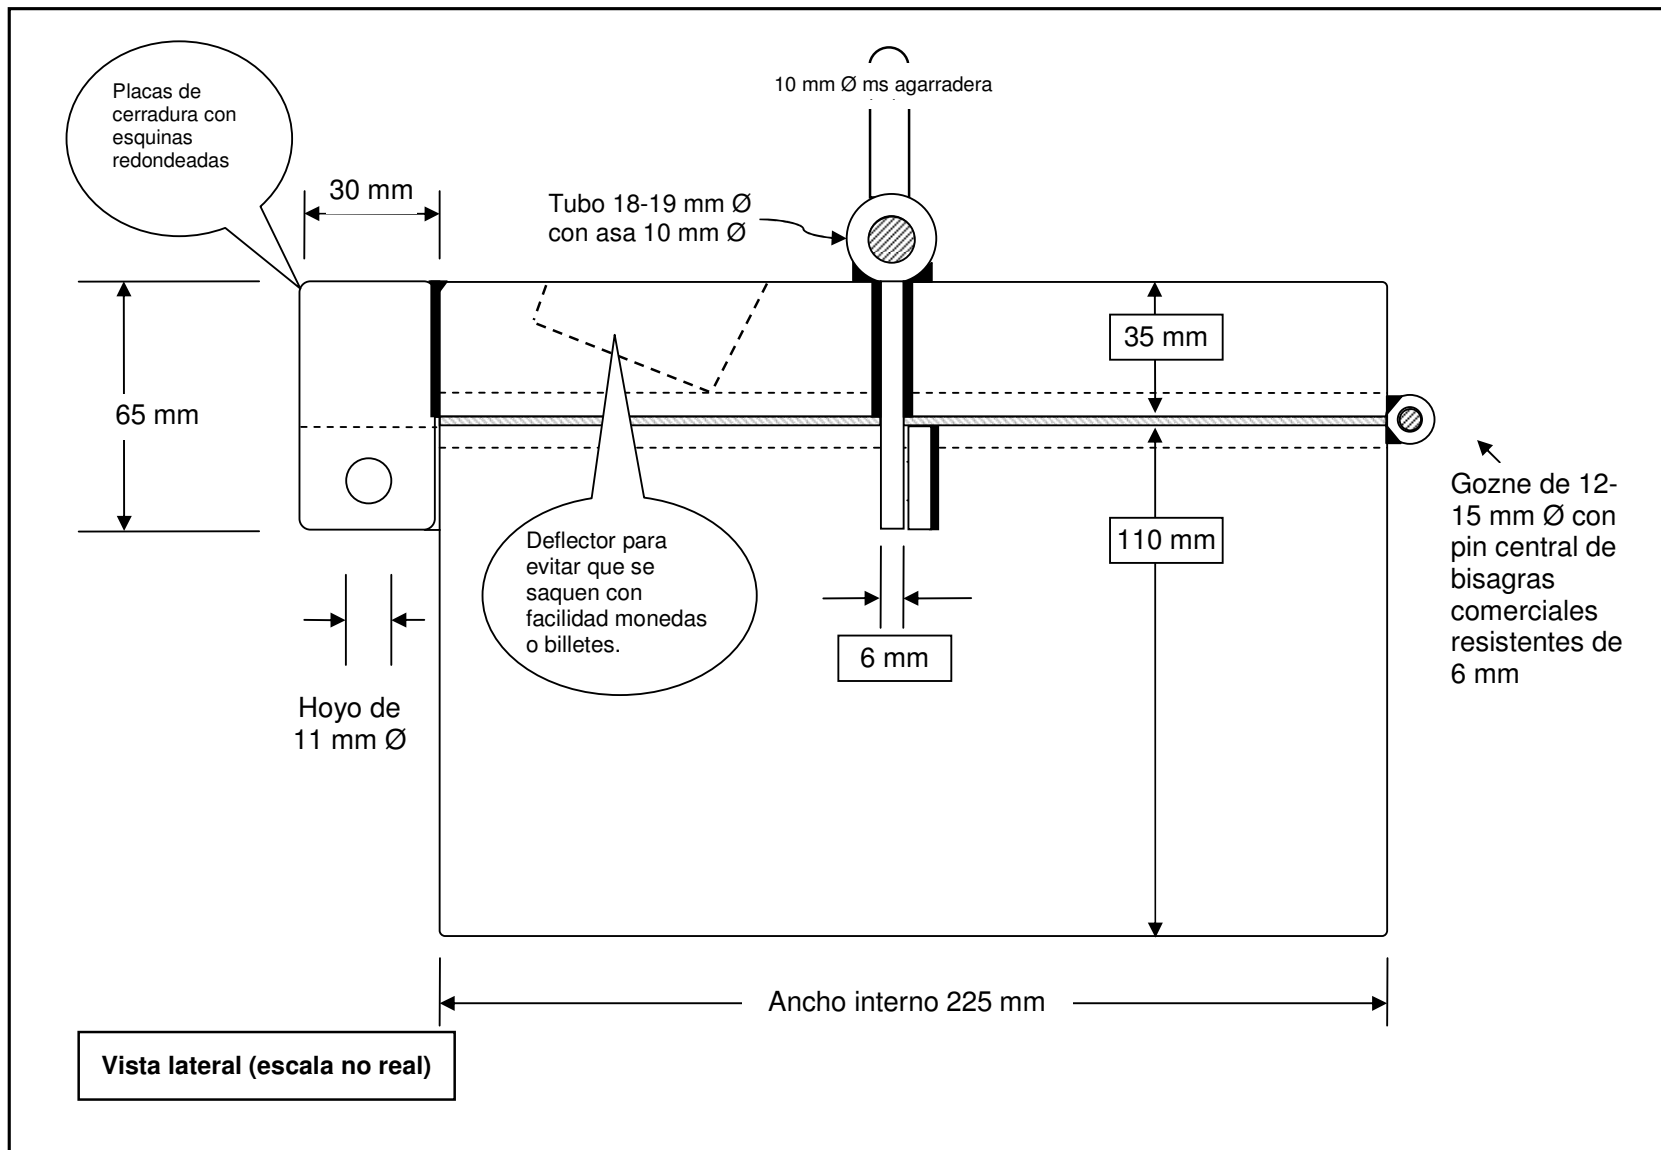 10 mm Ø ms agarradera
Placas de
cerradura con
esquinas
redondeadas
30 mm
Tubo 18-19 mm Ø
con asa 10 mm Ø
35 mm
65 mm
Gozne de 12-
15 mm Ø con
pin central de
bisagras
comerciales
resistentes de
6 mm
110 mm
Deflector para
evitar que se
saquen con
facilidad monedas
o billetes.
6 mm
Hoyo de
11 mm Ø
Ancho interno 225 mm
Vista lateral (escala no real)